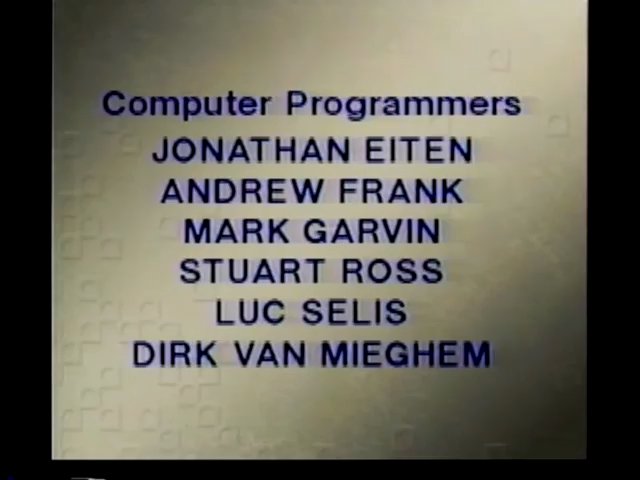 Computer Programmers
JONATHAN EITEN
ANDREW FRANK
MARK GARVIN
STUART ROSS
LUC SELIS
DIRK VAN MIEGHEM